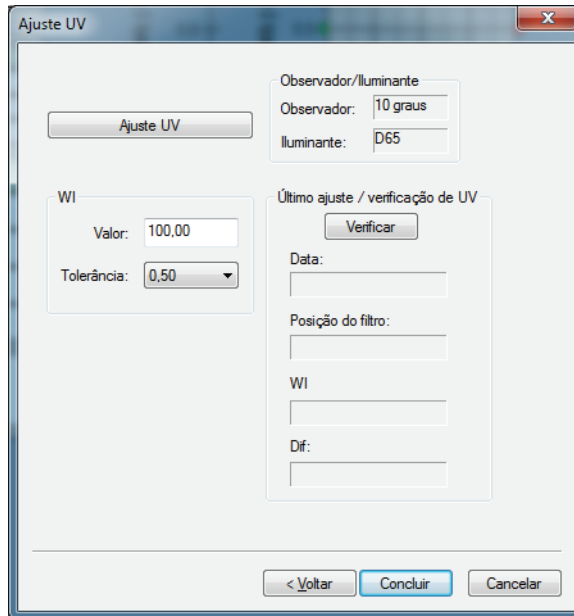 Ajuste UV
x
Ajuste UV
Observador/Iluminante
Observador: 10 graus
Iluminante: D65
WI
Valor: 100,00
Tolerância: 0,50
Último ajuste / verificação de UV
Verificar
Data:
Posição do filtro:
WI
Dif:
< Voltar
Concluir
Cancelar